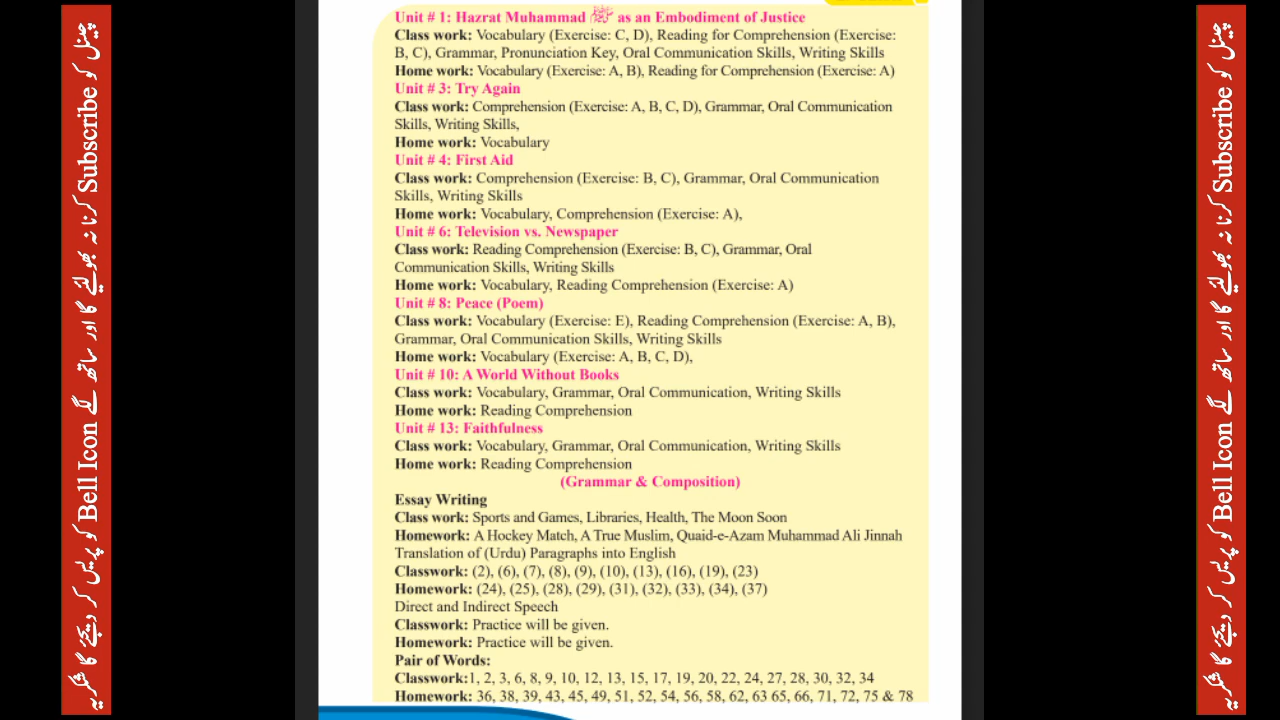 چینل کو Subscribe کرنا نہ بھولئے گا اور ساتھ لگے Bell Icon کو پریس کر دیجئے گا شکریہ
Unit # 1: Hazrat Muhammad ﷺ as an Embodiment of Justice
Class work: Vocabulary (Exercise: C, D), Reading for Comprehension (Exercise:
B, C), Grammar, Pronunciation Key, Oral Communication Skills, Writing Skills
Home work: Vocabulary (Exercise: A, B), Reading for Comprehension (Exercise: A)
Unit # 3: Try Again
Class work: Comprehension (Exercise: A, B, C, D), Grammar, Oral Communication
Skills, Writing Skills,
Home work: Vocabulary
Unit # 4: First Aid
Class work: Comprehension (Exercise: B, C), Grammar, Oral Communication
Skills, Writing Skills
Home work: Vocabulary, Comprehension (Exercise: A),
Unit # 6: Television vs. Newspaper
Class work: Reading Comprehension (Exercise: B, C), Grammar, Oral
Communication Skills, Writing Skills
Home work: Vocabulary, Reading Comprehension (Exercise: A)
Unit # 8: Peace (Poem)
Class work: Vocabulary (Exercise: E), Reading Comprehension (Exercise: A, B),
Grammar, Oral Communication Skills, Writing Skills
Home work: Vocabulary (Exercise: A, B, C, D),
Unit # 10: A World Without Books
Class work: Vocabulary, Grammar, Oral Communication, Writing Skills
Home work: Reading Comprehension
Unit # 13: Faithfulness
Class work: Vocabulary, Grammar, Oral Communication, Writing Skills
Home work: Reading Comprehension
(Grammar & Composition)
Essay Writing
Class work: Sports and Games, Libraries, Health, The Moon Soon
Homework: A Hockey Match, A True Muslim, Quaid-e-Azam Muhammad Ali Jinnah
Translation of (Urdu) Paragraphs into English
Classwork: (2), (6), (7), (8), (9), (10), (13), (16), (19), (23)
Homework: (24), (25), (28), (29), (31), (32), (33), (34), (37)
Direct and Indirect Speech
Classwork: Practice will be given.
Homework: Practice will be given.
Pair of Words:
Classwork:1, 2, 3, 6, 8, 9, 10, 12, 13, 15, 17, 19, 20, 22, 24, 27, 28, 30, 32, 34
Homework: 36, 38, 39, 43, 45, 49, 51, 52, 54, 56, 58, 62, 63 65, 66, 71, 72, 75 & 78
چینل کو Subscribe کرنا نہ بھولئے گا اور ساتھ لگے Bell Icon کو پریس کر دیجئے گا شکریہ